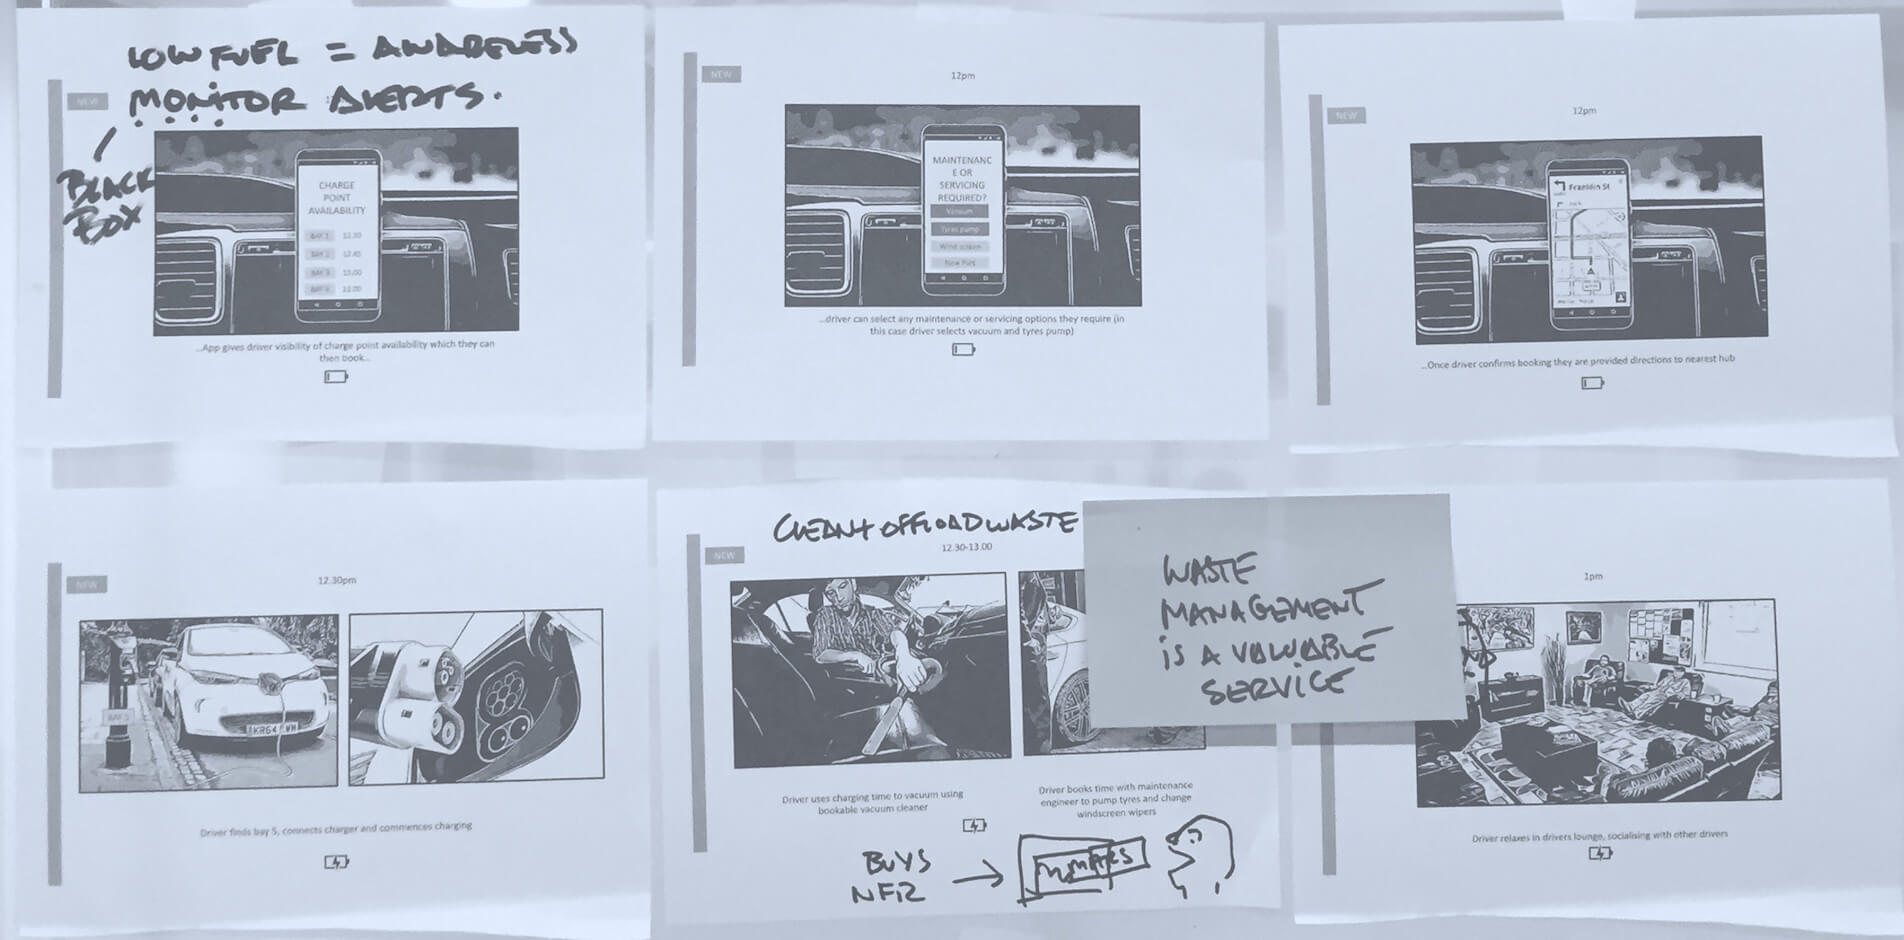 LOW FUEL = AWARENESS
MONITOR ALERTS.
BLACK
BOX
NEW
CHARGE
POINT
AVAILABILITY
BAY 1 12.30
BAY 2 12.45
BAY 3 13.00
BAY 4 13.00
...App gives driver visibility of charge point availability which they can
then book...
NEW
12pm
MAINTENANC
E OR
SERVICING
REQUIRED?
Vacuum
Tyres pump
Wind screen
New Part
...driver can select any maintenance or servicing options they require (in
this case driver selects vacuum and tyres pump)
NEW
12pm
Franklin St
...Once driver confirms booking they are provided directions to nearest hub
NEW
12.30pm
BAY 5
KR64
Driver finds bay 5, connects charger and commences charging
CLEAN + OFFLOAD WASTE
NEW
12.30-13.00
Driver uses charging time to vacuum using
bookable vacuum cleaner
Driver books time with maintenance
engineer to pump tyres and change
windscreen wipers
BUYS
WASTE
MANAGEMENT
IS A VALUABLE
SERVICE
1pm
Driver relaxes in drivers lounge, socialising with other drivers